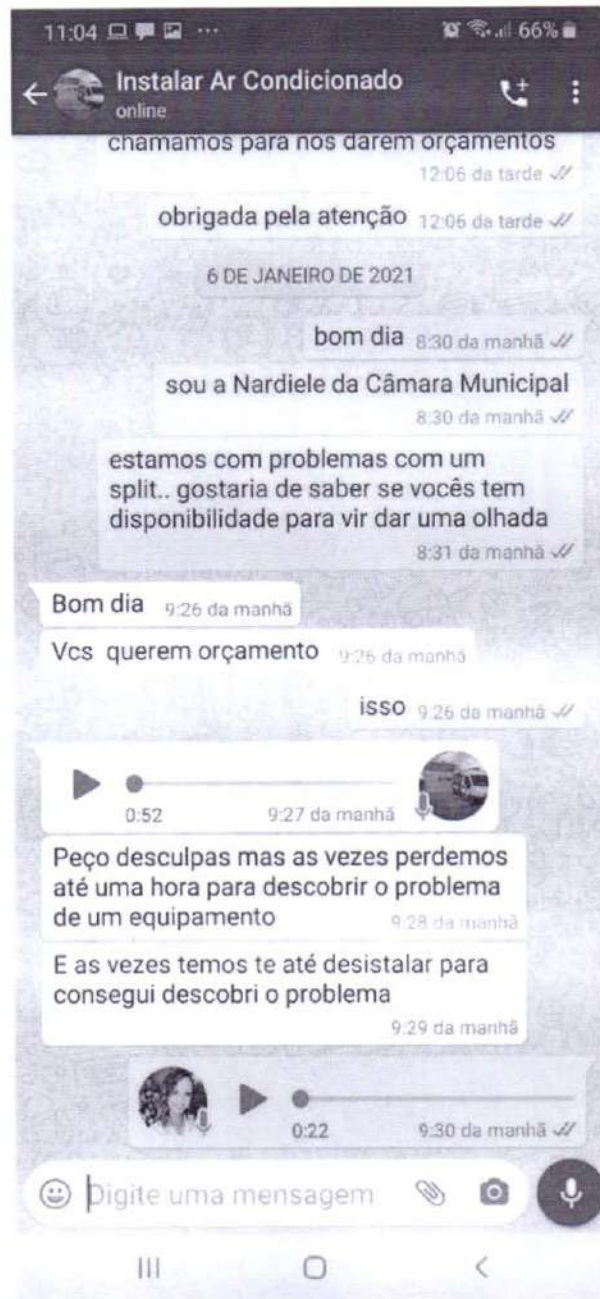 11:04 ... 66%
Instalar Ar Condicionado
online
chamamos para nos darem orçamentos
12:06 da tarde
obrigada pela atenção 12:06 da tarde
6 DE JANEIRO DE 2021
bom dia 8:30 da manhã
sou a Nardiele da Câmara Municipal
8:30 da manhã
estamos com problemas com um
split.. gostaria de saber se vocês tem
disponibilidade para vir dar uma olhada
8:31 da manhã
Bom dia 9:26 da manhã
Vcs querem orçamento 9:26 da manhã
isso 9:26 da manhã
0:52 9:27 da manhã
Peço desculpas mas as vezes perdemos
até uma hora para descobrir o problema
de um equipamento 9:28 da manhã
E as vezes temos te até desistalar para
consegui descobri o problema
9:29 da manhã
0:22 9:30 da manhã
Digite uma mensagem